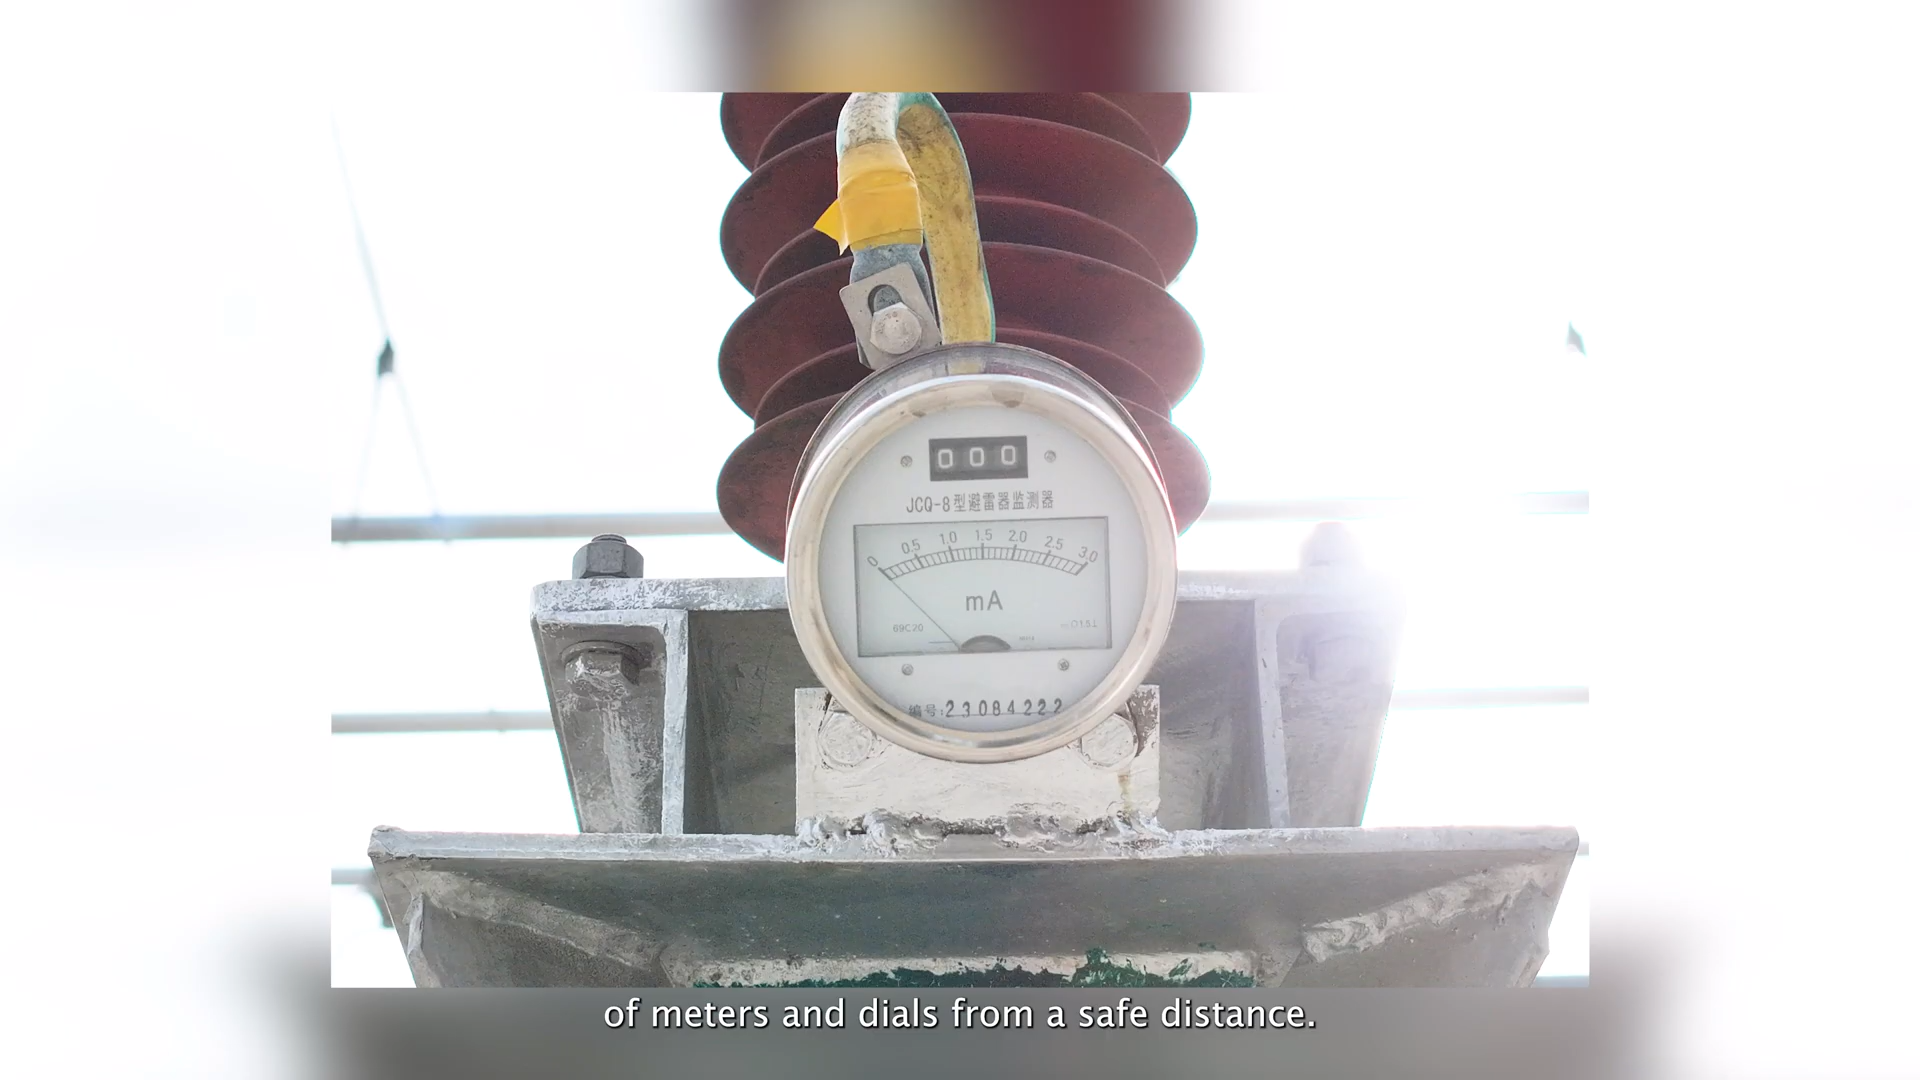 000
JCQ-8型避雷器监测器
0 0.5 1.0 1.5 2.0 2.5 3.0
mA
69C20
编号:23084222
of meters and dials from a safe distance.